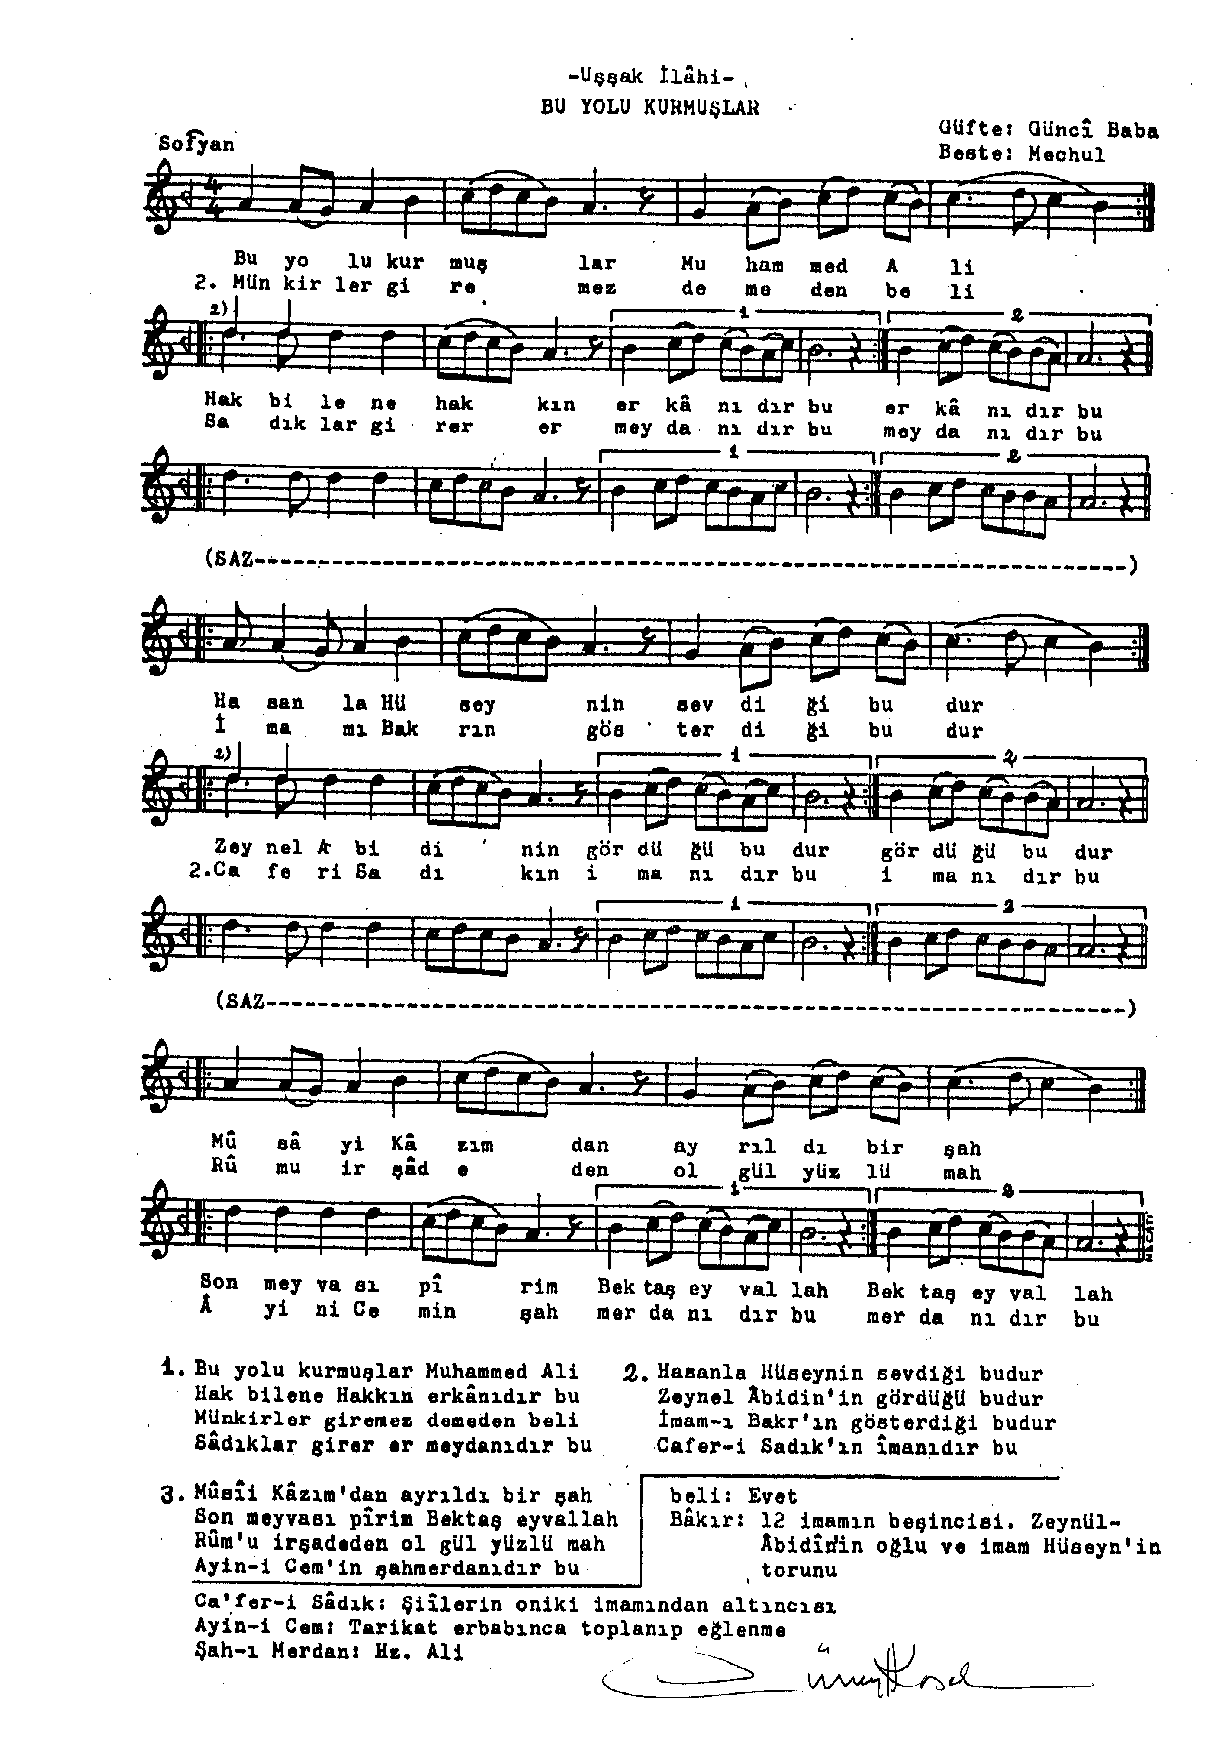 -Uşşak İlâhi-
BU YOLU KURMUŞLAR
Güfte: Güncî Baba
Sofyan
Beste: Mechul
Bu yo lu kur muş lar Mu ham med A li
2. Mün kir ler gi re mez de me den be li
2) 1 2
Hak bi le ne hak kın er kâ nı dır bu er kâ nı dır bu
Sa dık lar gi rer er mey da nı dır bu mey da nı dır bu
1 2
(SAZ---)
Ha san la Hü sey nin sev di ği bu dur
İ ma mı Bak rın gös ter di ği bu dur
2) 1 2
Zey nel A bi di nin gör dü ğü bu dur gör dü ğü bu dur
2.Ca fe ri Sa dı kın i ma nı dır bu i ma nı dır bu
1 2
(SAZ---)
Mû sâ yi Kâ zım dan ay rıl dı bir şah
Rû mu ir şâd e den ol gül yüz lü mah
1 2
Son mey va sı pî rim Bek taş ey val lah Bek taş ey val lah
Â yi ni Ce min şah mer da nı dır bu mer da nı dır bu
1. Bu yolu kurmuşlar Muhammed Ali
Hak bilene Hakkın erkânıdır bu
Münkirler giremez demeden beli
Sâdıklar girer er meydanıdır bu
2. Hasanla Hüseynin sevdiği budur
Zeynel Âbidin'in gördüğü budur
İmam-ı Bakr'ın gösterdiği budur
Cafer-i Sadık'ın îmanıdır bu
3. Mûsîi Kâzım'dan ayrıldı bir şah
Son meyvası pîrim Bektaş eyvallah
Rûm'u irşadeden ol gül yüzlü mah
Ayin-i Cem'in şahmerdanıdır bu
beli: Evet
Bâkır: 12 imamın beşincisi. Zeynül-
Âbidîn'in oğlu ve imam Hüseyn'in
torunu
Ca'fer-i Sâdık: Şiîlerin oniki imamından altıncısı
Ayin-i Cem: Tarikat erbabınca toplanıp eğlenme
Şah-ı Merdan: Hz. Ali